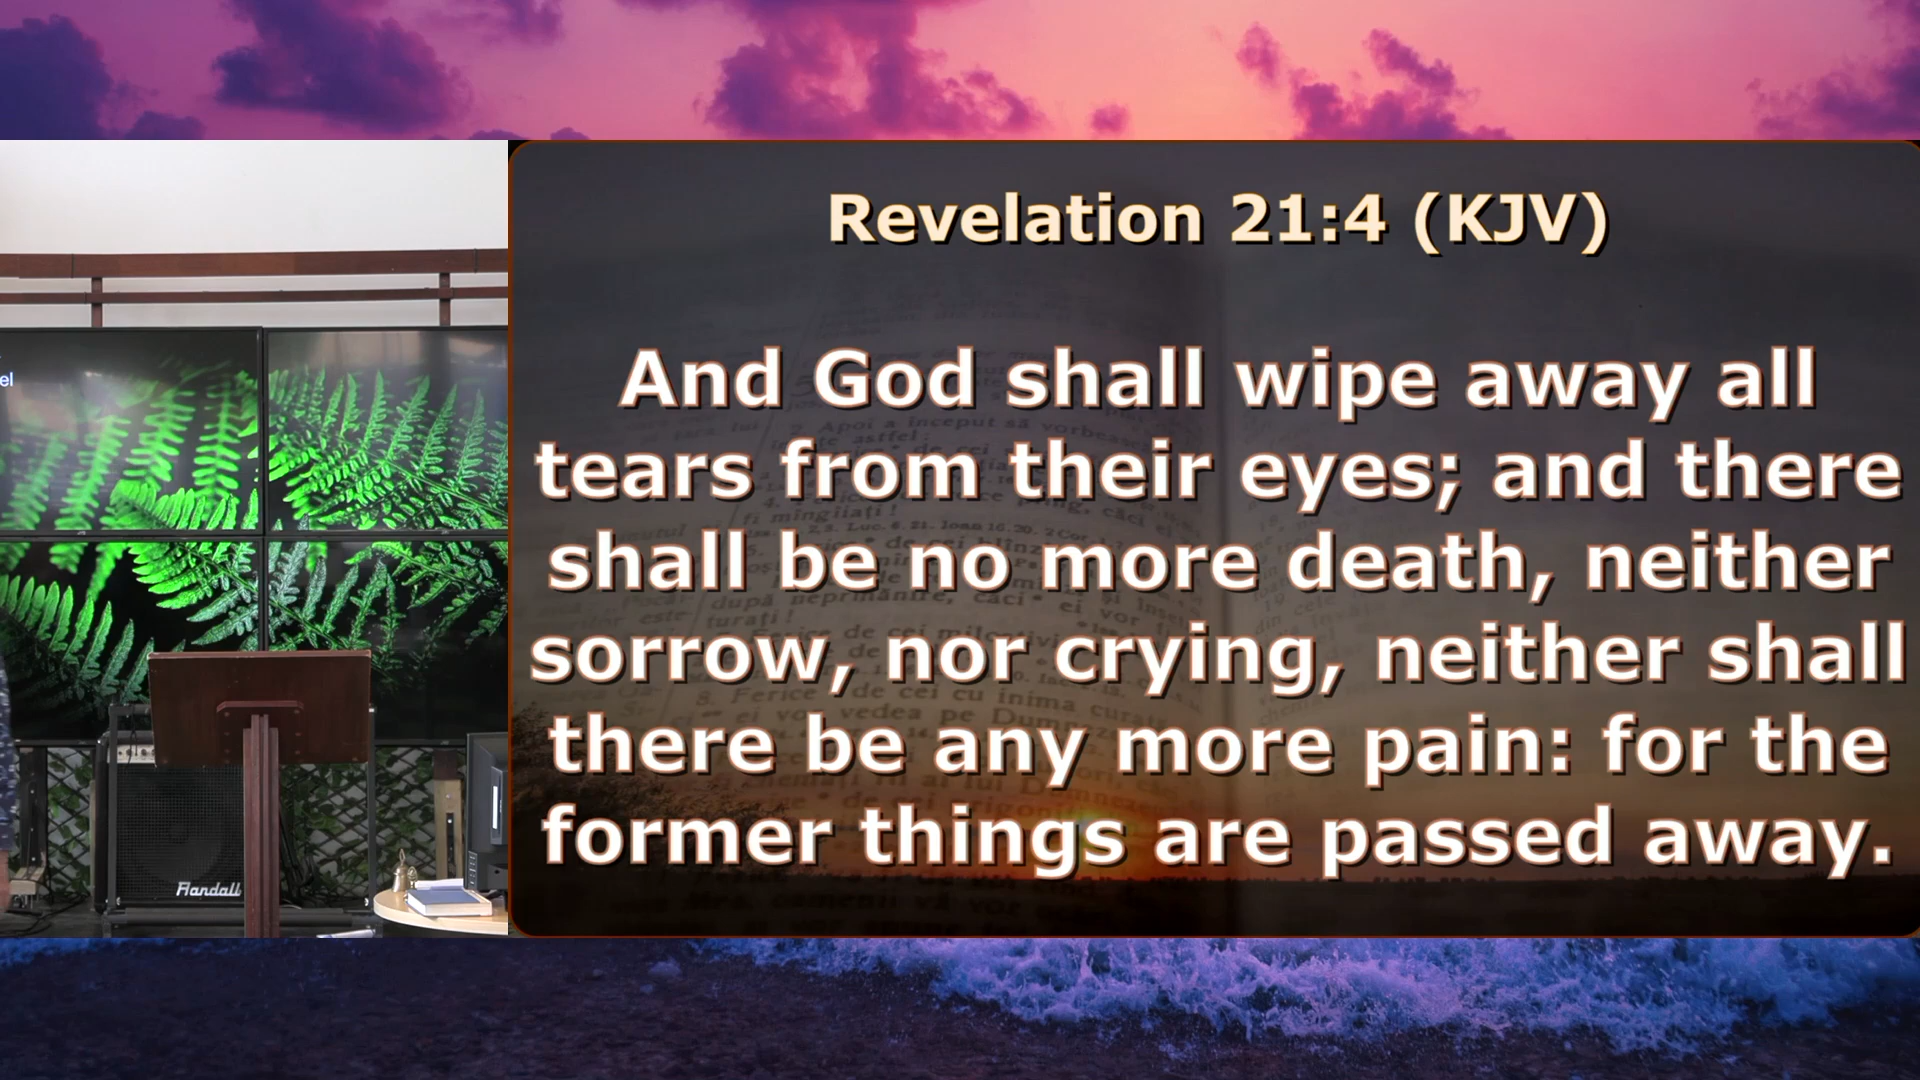 Revelation 21:4 (KJV)
And God shall wipe away all
tears from their eyes; and there
shall be no more death, neither
sorrow, nor crying, neither shall
there be any more pain: for the
former things are passed away.
el
Randall